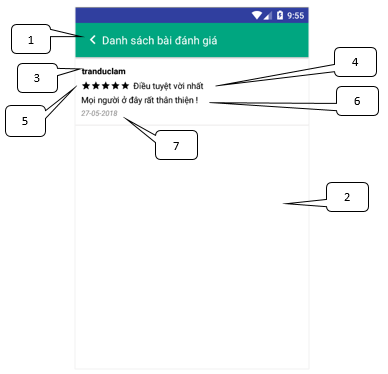 9:55
1
Danh sách bài đánh giá
3
tranduclam
4
Điều tuyệt vời nhất
5
Mọi người ở đây rất thân thiện !
6
27-05-2018
7
2